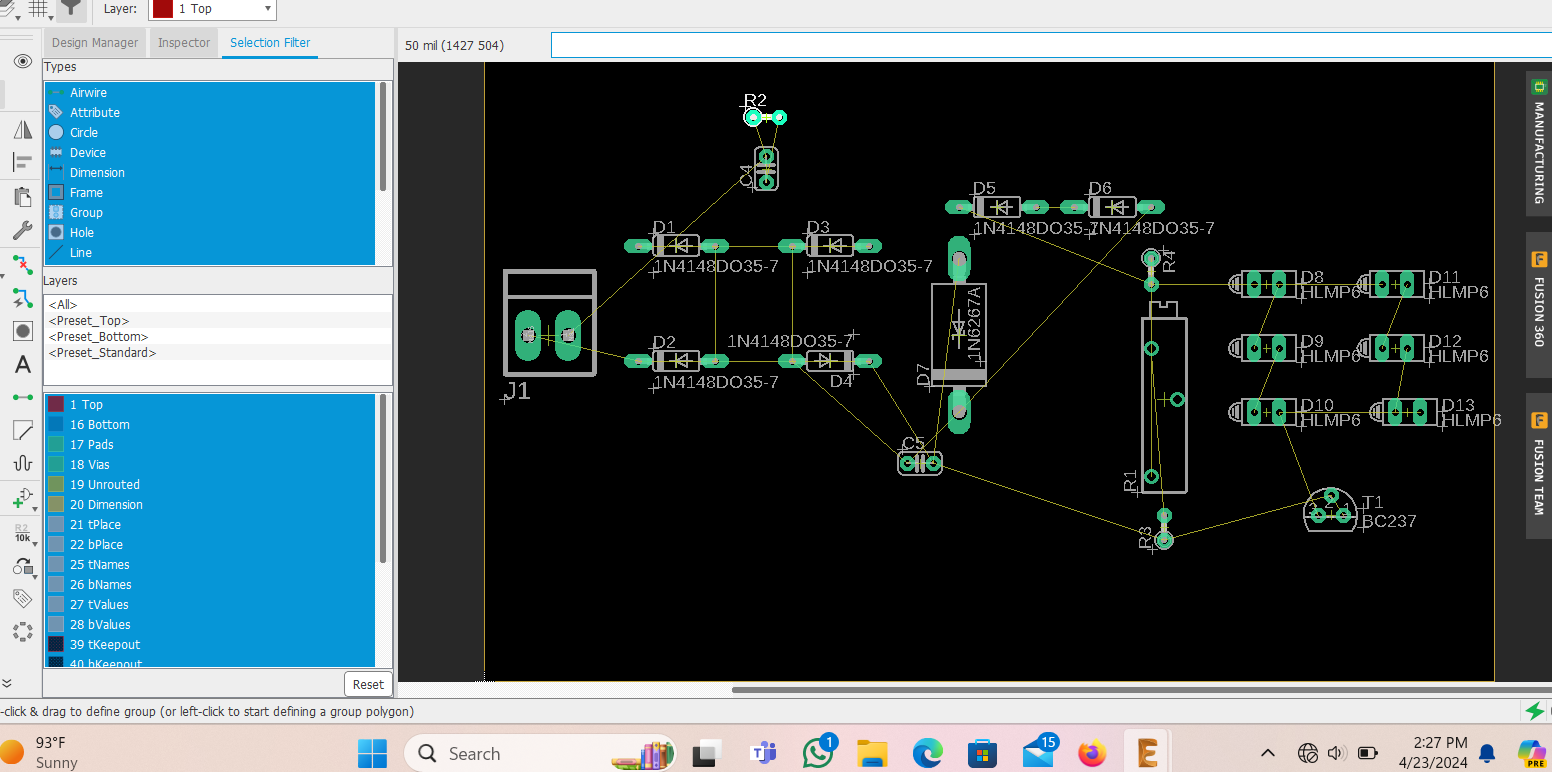 Layer:
1 Top
Design Manager
Inspector
Selection Filter
50 mil (1427 504)
Types
Airwire
Attribute
Circle
Device
Dimension
Frame
Group
Hole
Line
Layers
<All>
<Preset_Top>
<Preset_Bottom>
<Preset_Standard>
1 Top
16 Bottom
17 Pads
18 Vias
19 Unrouted
20 Dimension
21 tPlace
22 bPlace
25 tNames
26 bNames
27 tValues
28 bValues
39 tKeepout
40 bKeepout
Reset
A
R2
10k
R2
C4
D1
1N4148DO35-7
D3
1N4148DO35-7
J1
D2
1N4148DO35-7
1N4148DO35-7
D4
D5
D6
1N4148DO35-7
1N4148DO35-7
1N6267A
D7
C5
R4
R1
R3
D8
HLMP6
D11
HLMP6
D9
HLMP6
D12
HLMP6
D10
HLMP6
D13
HLMP6
T1
BC237
3
2
1
MANUFACTURING
FUSION 360
FUSION TEAM
-click & drag to define group (or left-click to start defining a group polygon)
93°F
Sunny
Search
1
15
2:27 PM
4/23/2024
PRE